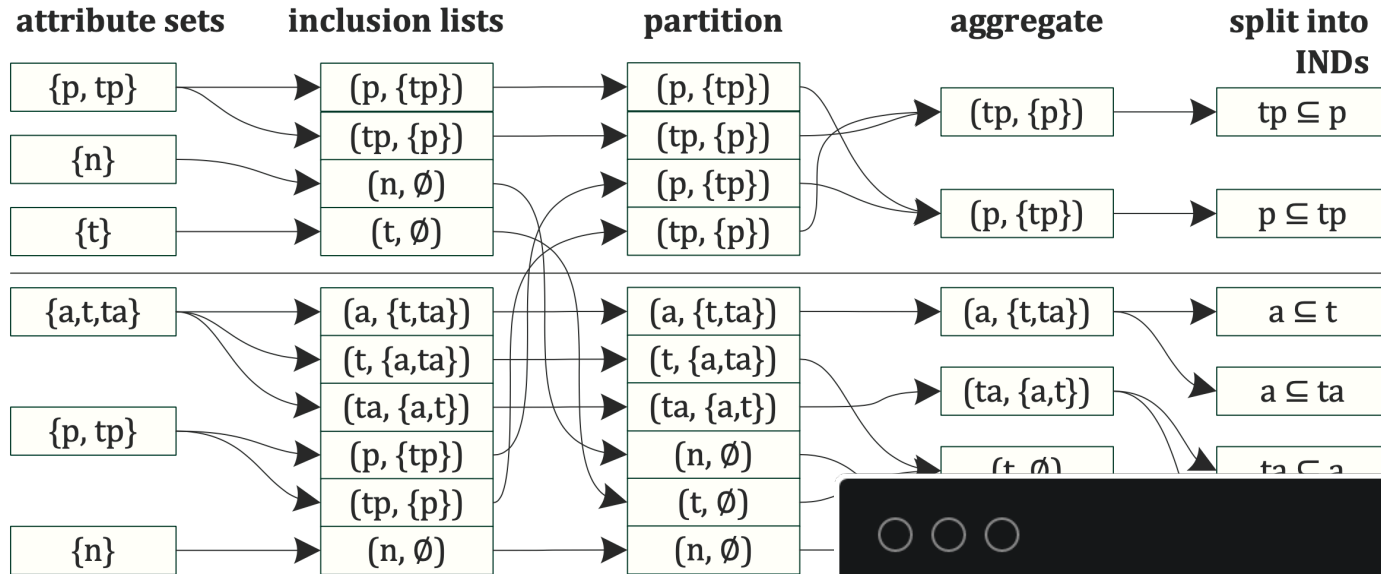 attribute sets inclusion lists partition aggregate split into
INDs
{p, tp} (p, {tp}) (p, {tp})
(tp, {p}) tp ⊆ p
(tp, {p}) (tp, {p})
{n}
(n, Ø) (p, {tp})
(p, {tp}) p ⊆ tp
{t} (t, Ø) (tp, {p})
{a,t,ta} (a, {t,ta}) (a, {t,ta}) (a, {t,ta}) a ⊆ t
(t, {a,ta}) (t, {a,ta})
(ta, {a,t}) a ⊆ ta
(ta, {a,t}) (ta, {a,t})
{p, tp}
(p, {tp}) (n, Ø)
(t, Ø) ta ⊆ a
(tp, {p}) (t, Ø)
{n} (n, Ø) (n, Ø)